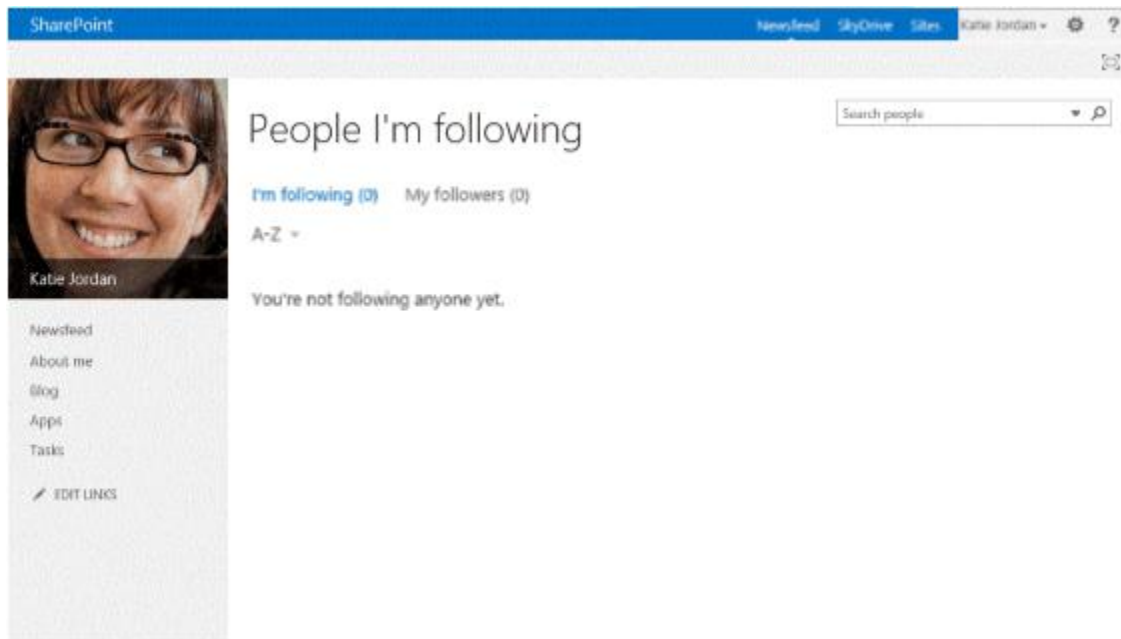 SharePoint
Newsfeed SkyDrive Sites Katie Jordan ?
People I'm following
Search people
I'm following (0) My followers (0)
A-Z
Katie Jordan
You're not following anyone yet.
Newsfeed
About me
Blog
Apps
Tasks
EDIT LINKS